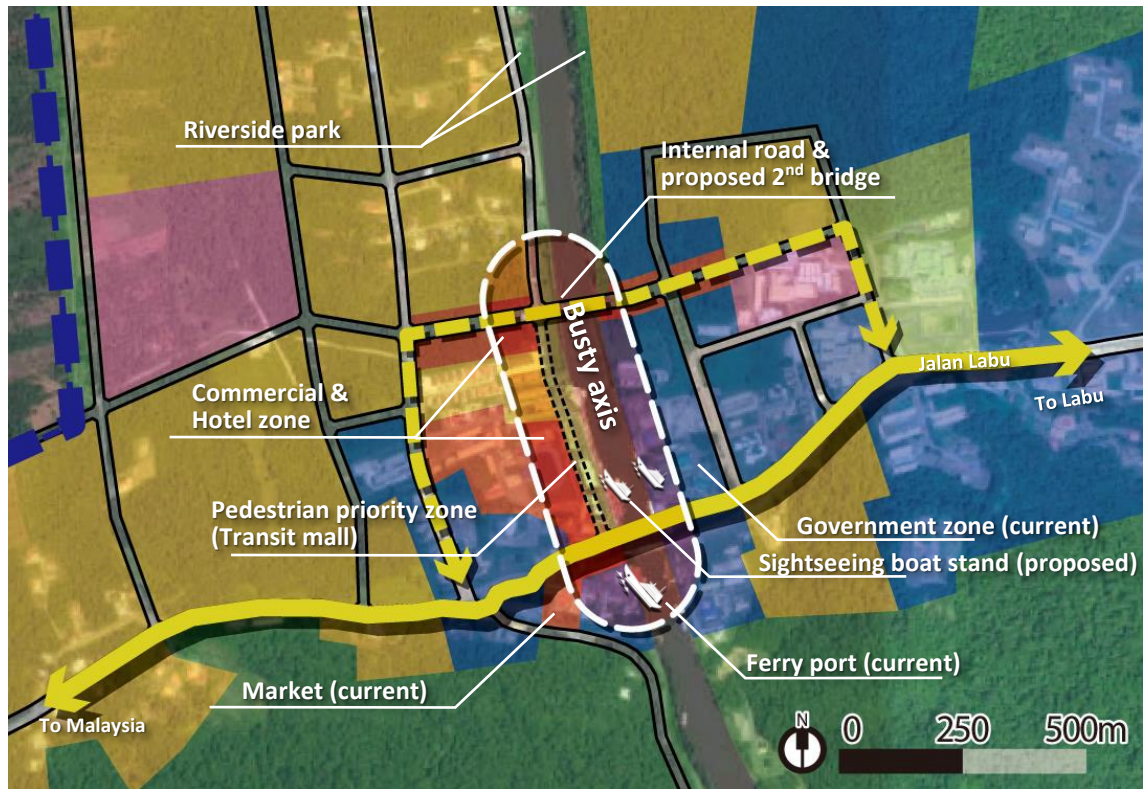 Riverside park
Internal road &
proposed 2nd bridge
Busty axis
Jalan Labu
To Labu
Commercial &
Hotel zone
Pedestrian priority zone
(Transit mall)
Government zone (current)
Sightseeing boat stand (proposed)
Ferry port (current)
Market (current)
To Malaysia
N
0 250 500m